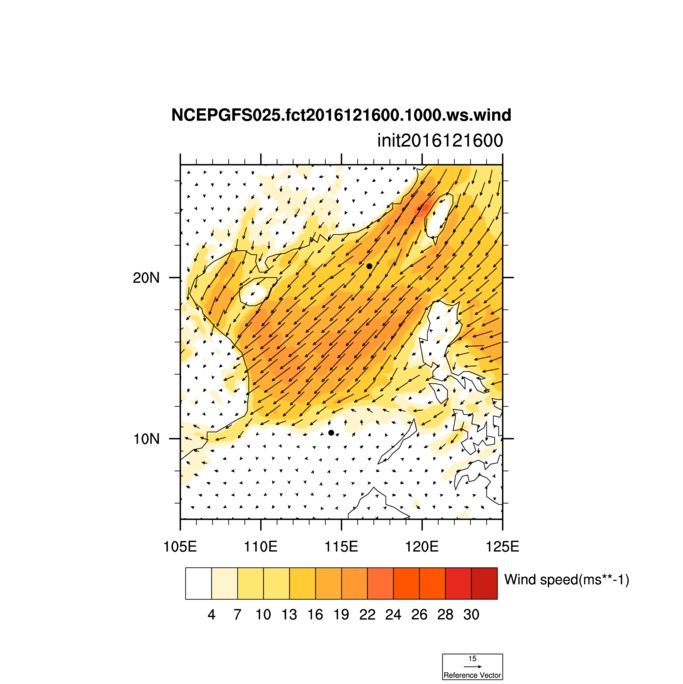 NCEPGFS025.fct2016121600.1000.ws.wind
init2016121600
20N
10N
105E 110E 115E 120E 125E
Wind speed(ms**-1)
4 7 10 13 16 19 22 24 26 28 30
15
Reference Vector